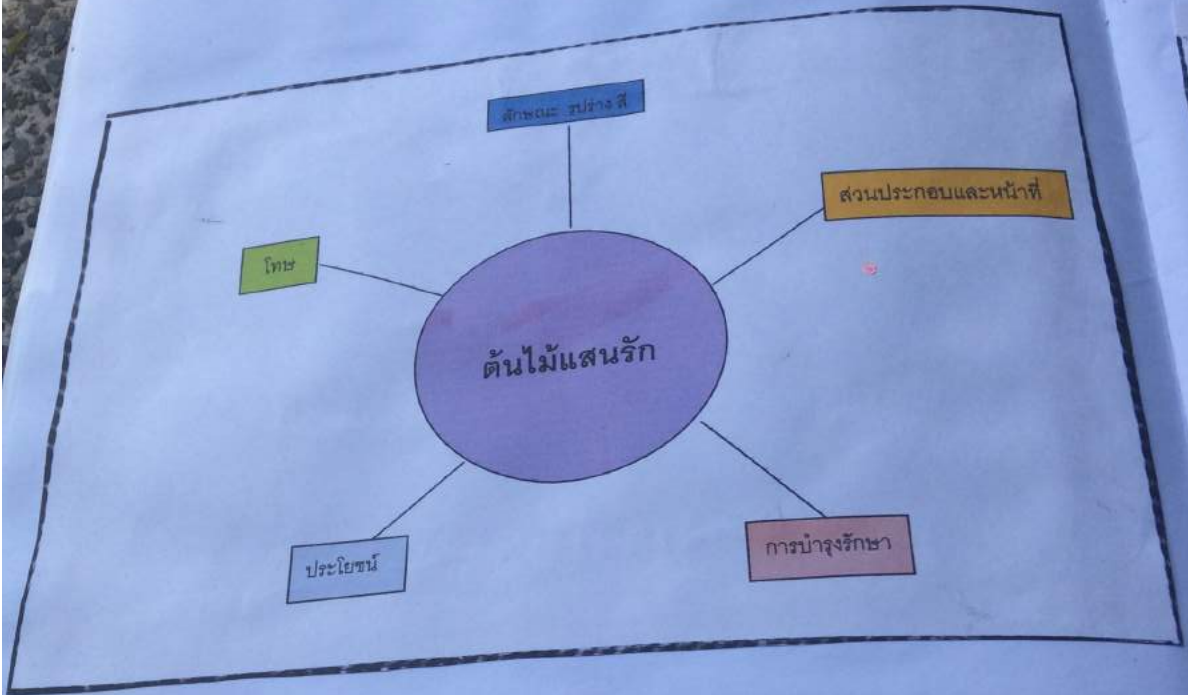 ลักษณะ รูปร่าง สี
ส่วนประกอบและหน้าที่
โทษ
ต้นไม้แสนรัก
ประโยชน์
การบำรุงรักษา